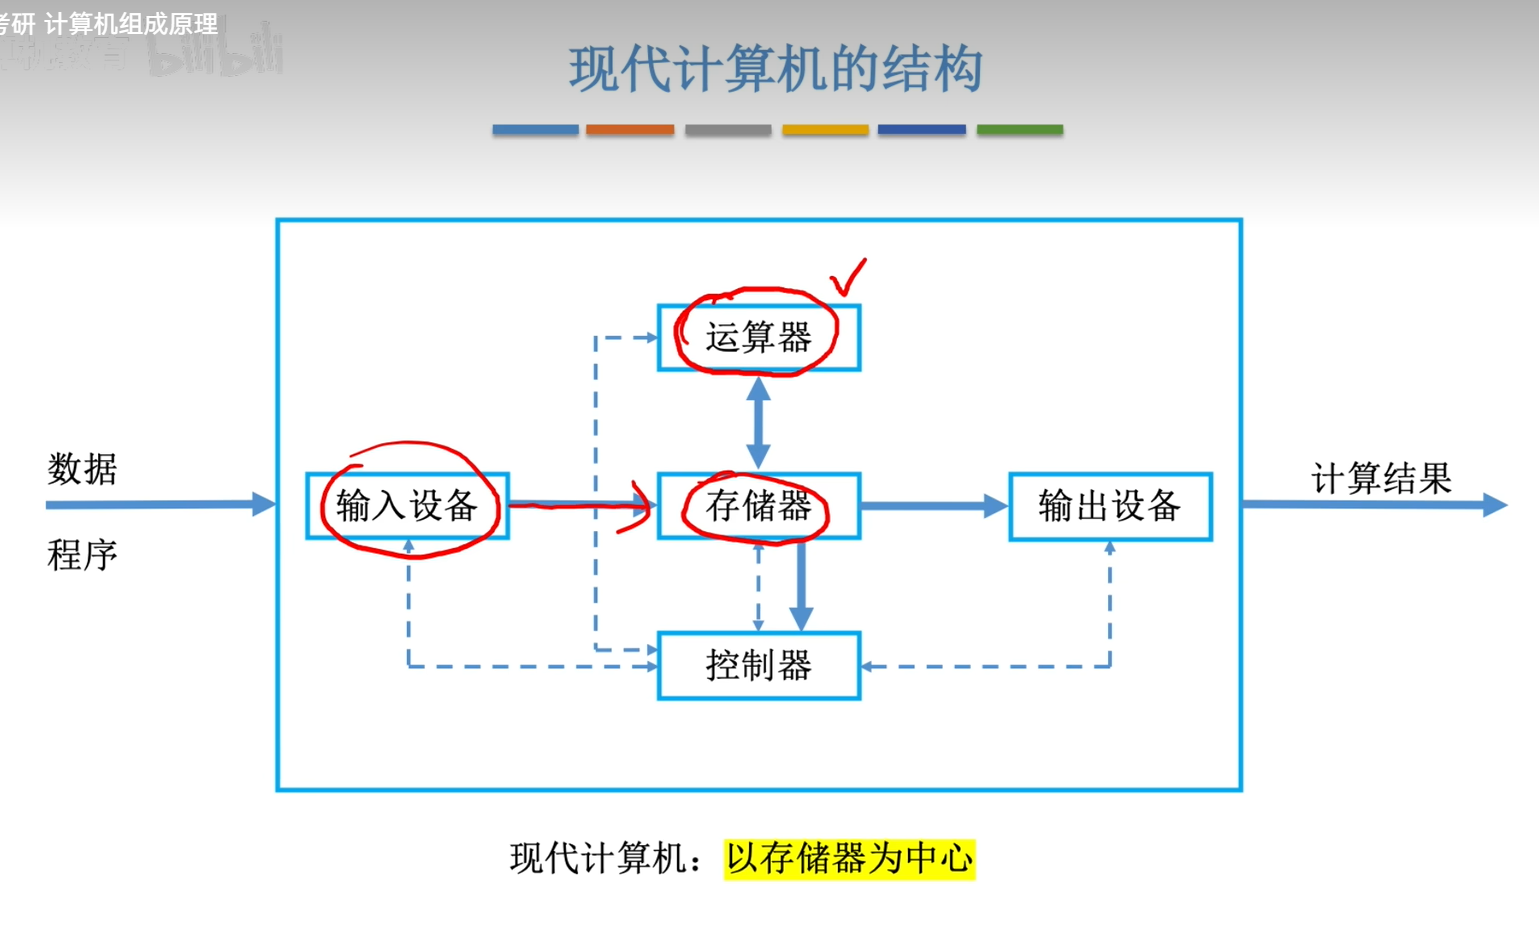 考研 计算机组成原理
bilibili
现代计算机的结构
运算器
数据
程序
输入设备
存储器
输出设备
计算结果
控制器
现代计算机：以存储器为中心